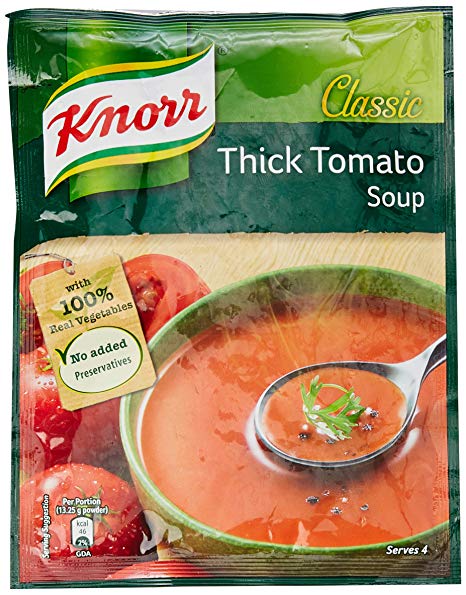 Knorr
Classic
Thick Tomato
Soup
with
100%
Real Vegetables
No added
Preservatives
Per Portion
(13.25 g powder)
kcal
46
2%
GDA
Serving Suggestion
Serves 4